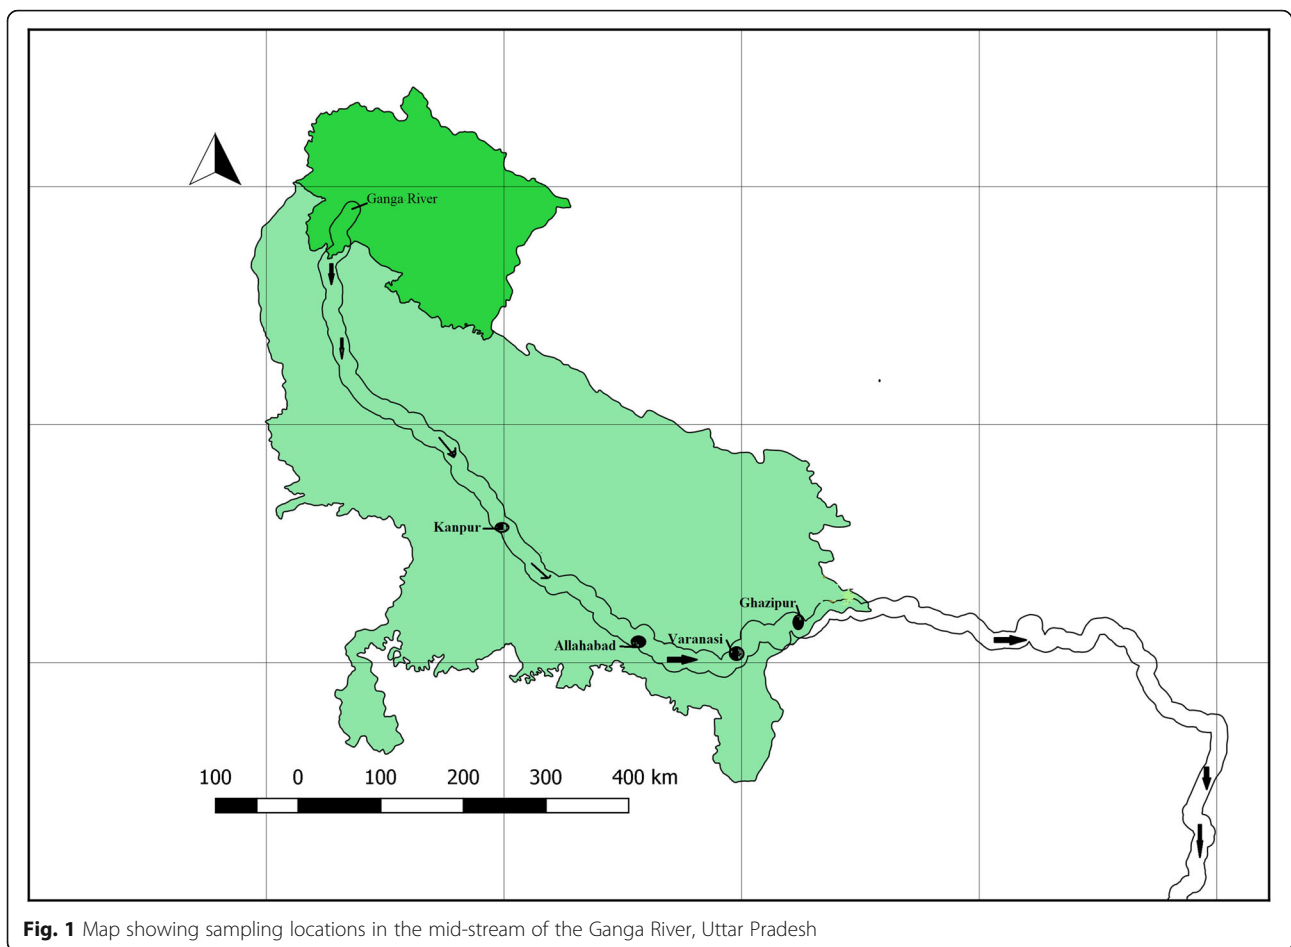 Ganga River
Kanpur
Ghazipur
Allahabad
Varanasi
100 0 100 200 300 400 km
Fig. 1 Map showing sampling locations in the mid-stream of the Ganga River, Uttar Pradesh